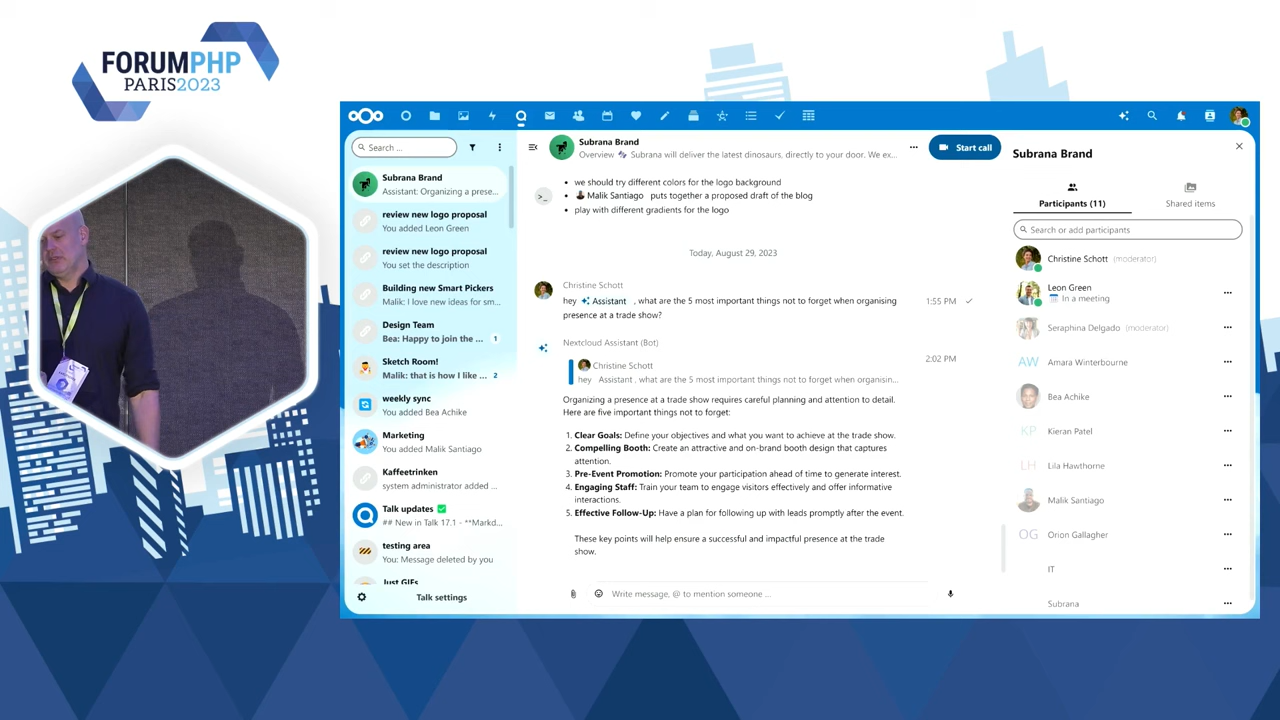 FORUMPHP
PARIS2023
Search ...
Subrana Brand
Assistant: Organizing a prese...
review new logo proposal
You added Leon Green
review new logo proposal
You set the description
Building new Smart Pickers
Malik: I love new ideas for sm...
Design Team
Bea: Happy to join the ... 1
Sketch Room!
Malik: that is how I like ... 2
weekly sync
You added Bea Achike
Marketing
You added Malik Santiago
Kaffeetrinken
system administrator added ...
Talk updates
## New in Talk 17.1 - **Markd...
testing area
You: Message deleted by you
Just GIFs
Talk settings
Subrana Brand
Overview Subrana will deliver the latest dinosaurs, directly to your door. We ex...
Start call
>_
• we should try different colors for the logo background
• Malik Santiago puts together a proposed draft of the blog
• play with different gradients for the logo
Today, August 29, 2023
Christine Schott
hey Assistant , what are the 5 most important things not to forget when organising 1:55 PM
presence at a trade show?
Nextcloud Assistant (Bot)
2:02 PM
Christine Schott
hey Assistant , what are the 5 most important things not to forget when organisin...
Organizing a presence at a trade show requires careful planning and attention to detail.
Here are five important things not to forget:
1. Clear Goals: Define your objectives and what you want to achieve at the trade show.
2. Compelling Booth: Create an attractive and on-brand booth design that captures
attention.
3. Pre-Event Promotion: Promote your participation ahead of time to generate interest.
4. Engaging Staff: Train your team to engage visitors effectively and offer informative
interactions.
5. Effective Follow-Up: Have a plan for following up with leads promptly after the event.
These key points will help ensure a successful and impactful presence at the trade
show.
Write message, @ to mention someone ...
Subrana Brand
Participants (11)
Shared items
Search or add participants
Christine Schott (moderator)
Leon Green
In a meeting
Seraphina Delgado (moderator)
AW Amara Winterbourne
Bea Achike
KP Kieran Patel
LH Lila Hawthorne
Malik Santiago
OG Orion Gallagher
IT
Subrana